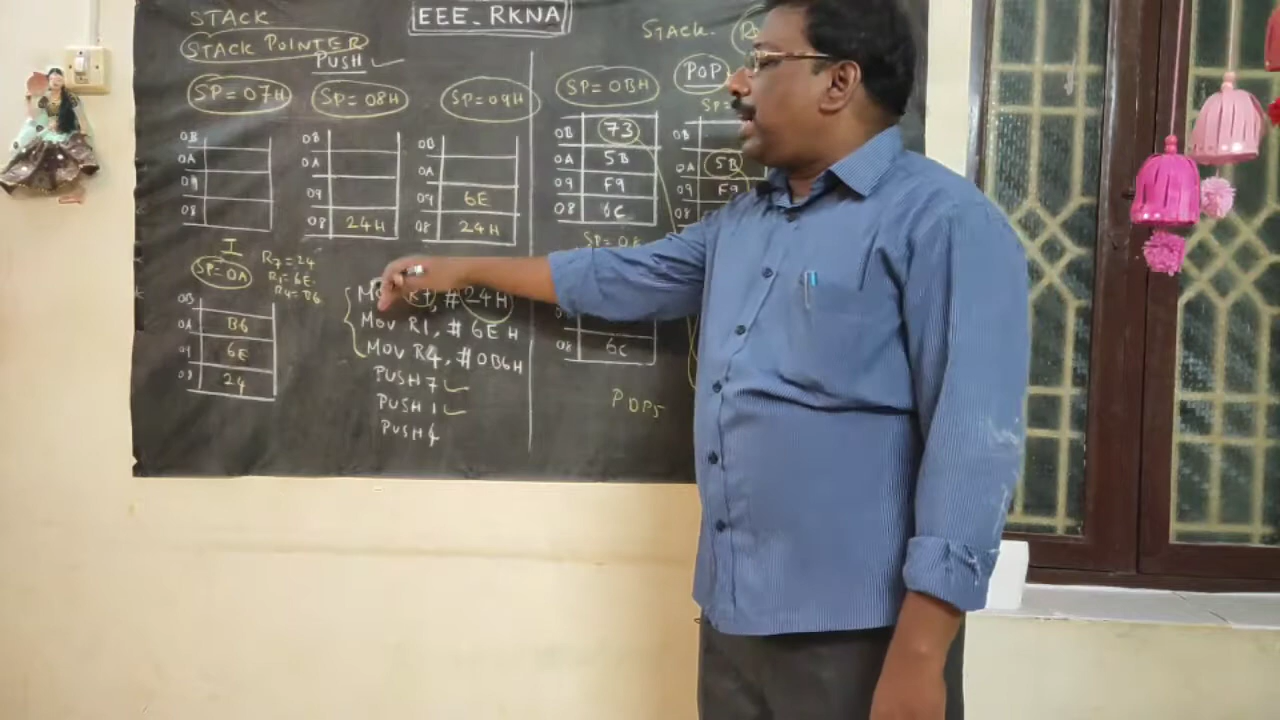 STACK
STACK POINTER
PUSH
EEE_RKNA
STACK.
POP
SP=07H
SP=08H
SP=09H
SP=0BH
0B
0A
09
08
0B
0A
09
08 24H
0B
0A
09 6E
08 24H
0B 73
0A 5B
09 F9
08 6C
0B
0A 5B
09 F9
08
I
SP=0A
R7=24
R1=6E
R4=B6
0B
0A B6
09 6E
08 24
R7, #24H
MOV R1, #6EH
MOV R4, #0B6H
PUSH 7
PUSH 1
PUSH 4
08 6C
POP5